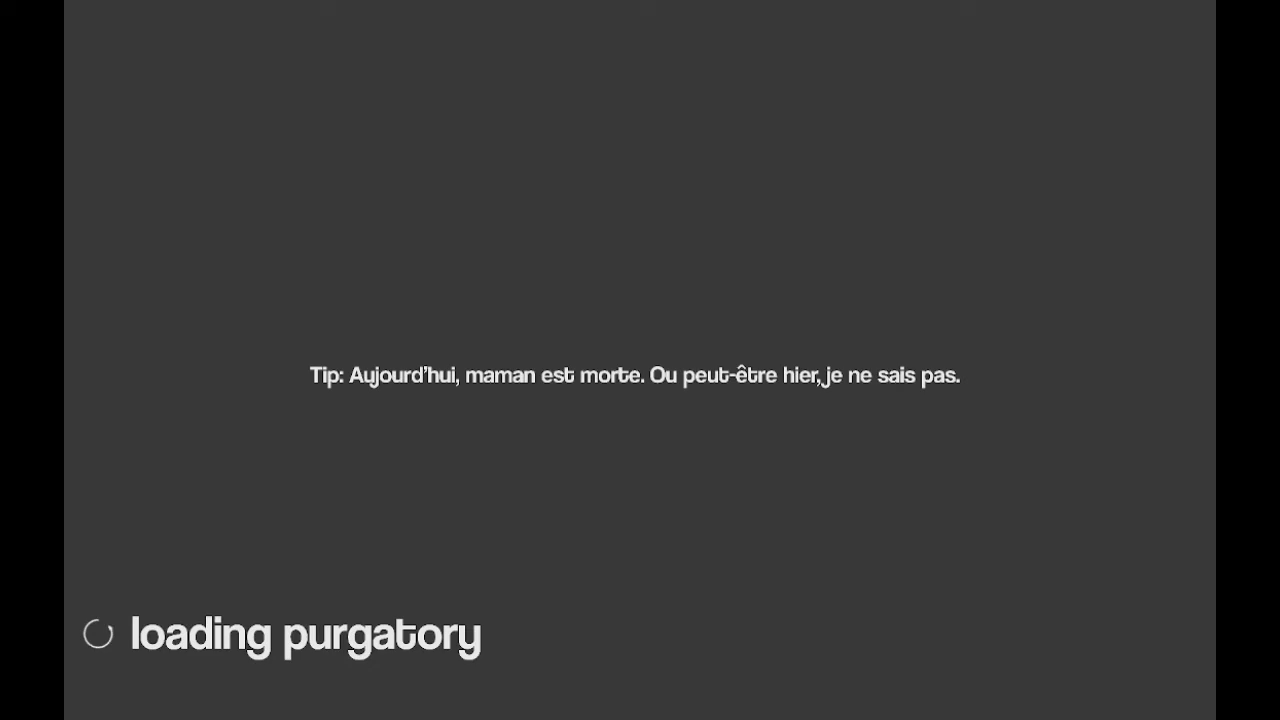 Tip: Aujourd'hui, maman est morte. Ou peut-être hier, je ne sais pas.
loading purgatory